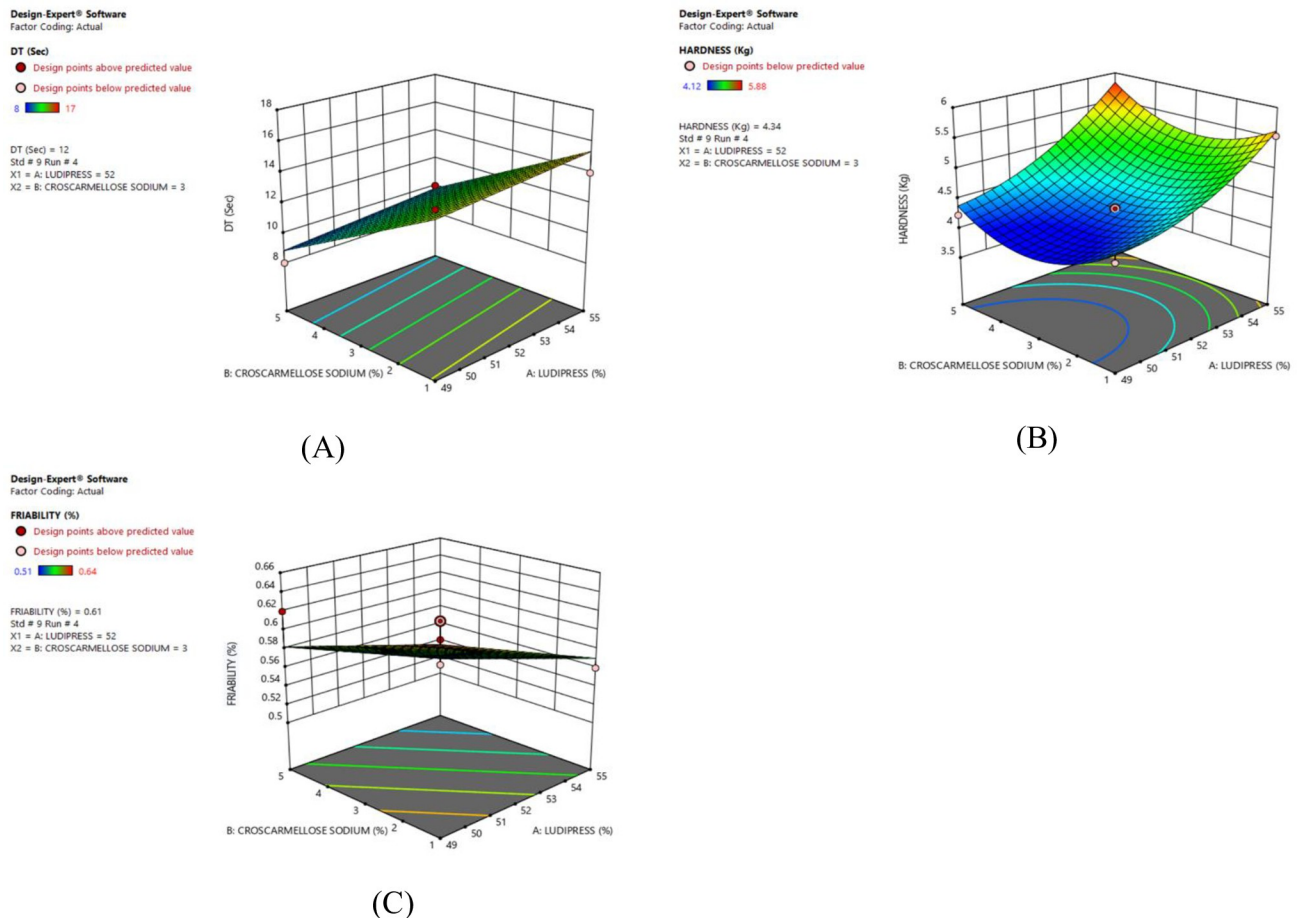 Design-Expert® Software
Factor Coding: Actual
DT (Sec)
Design points above predicted value
Design points below predicted value
8 17
DT (Sec) = 12
Std # 9 Run # 4
X1 = A: LUDIPRESS = 52
X2 = B: CROSCARMELLOSE SODIUM = 3
18
16
14
12
10
8
DT (Sec)
5
4
3
2
1
49
50
51
52
53
54
55
B: CROSCARMELLOSE SODIUM (%)
A: LUDIPRESS (%)
(A)
Design-Expert® Software
Factor Coding: Actual
HARDNESS (Kg)
Design points below predicted value
4.12 5.88
HARDNESS (Kg) = 4.34
Std # 9 Run # 4
X1 = A: LUDIPRESS = 52
X2 = B: CROSCARMELLOSE SODIUM = 3
6
5.5
5
4.5
4
3.5
HARDNESS (Kg)
5
4
3
2
1
49
50
51
52
53
54
55
B: CROSCARMELLOSE SODIUM (%)
A: LUDIPRESS (%)
(B)
Design-Expert® Software
Factor Coding: Actual
FRIABILITY (%)
Design points above predicted value
Design points below predicted value
0.51 0.64
FRIABILITY (%) = 0.61
Std # 9 Run # 4
X1 = A: LUDIPRESS = 52
X2 = B: CROSCARMELLOSE SODIUM = 3
0.66
0.64
0.62
0.6
0.58
0.56
0.54
0.52
0.5
FRIABILITY (%)
5
4
3
2
1
49
50
51
52
53
54
55
B: CROSCARMELLOSE SODIUM (%)
A: LUDIPRESS (%)
(C)